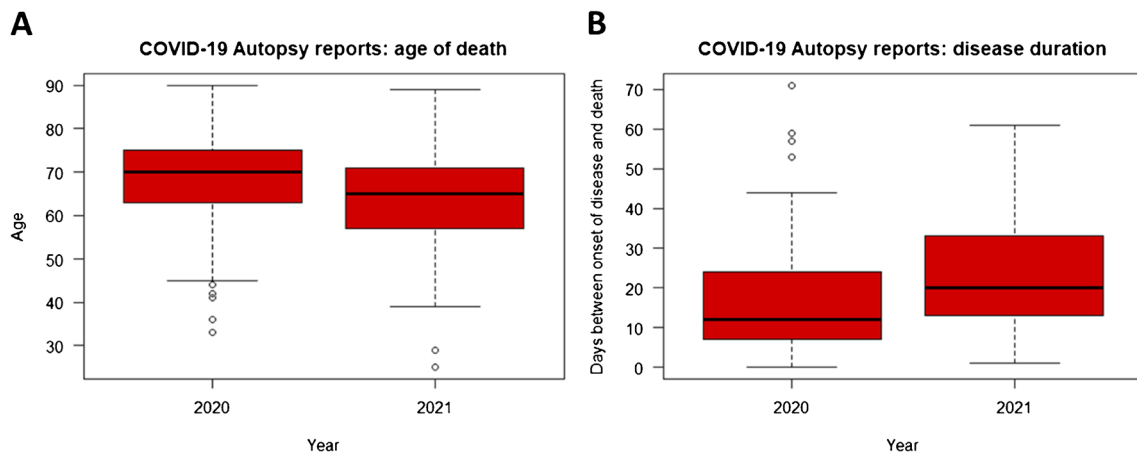 A
COVID-19 Autopsy reports: age of death
Age
90
80
70
60
50
40
30
2020
2021
Year
B
COVID-19 Autopsy reports: disease duration
Days between onset of disease and death
70
60
50
40
30
20
10
0
2020
2021
Year